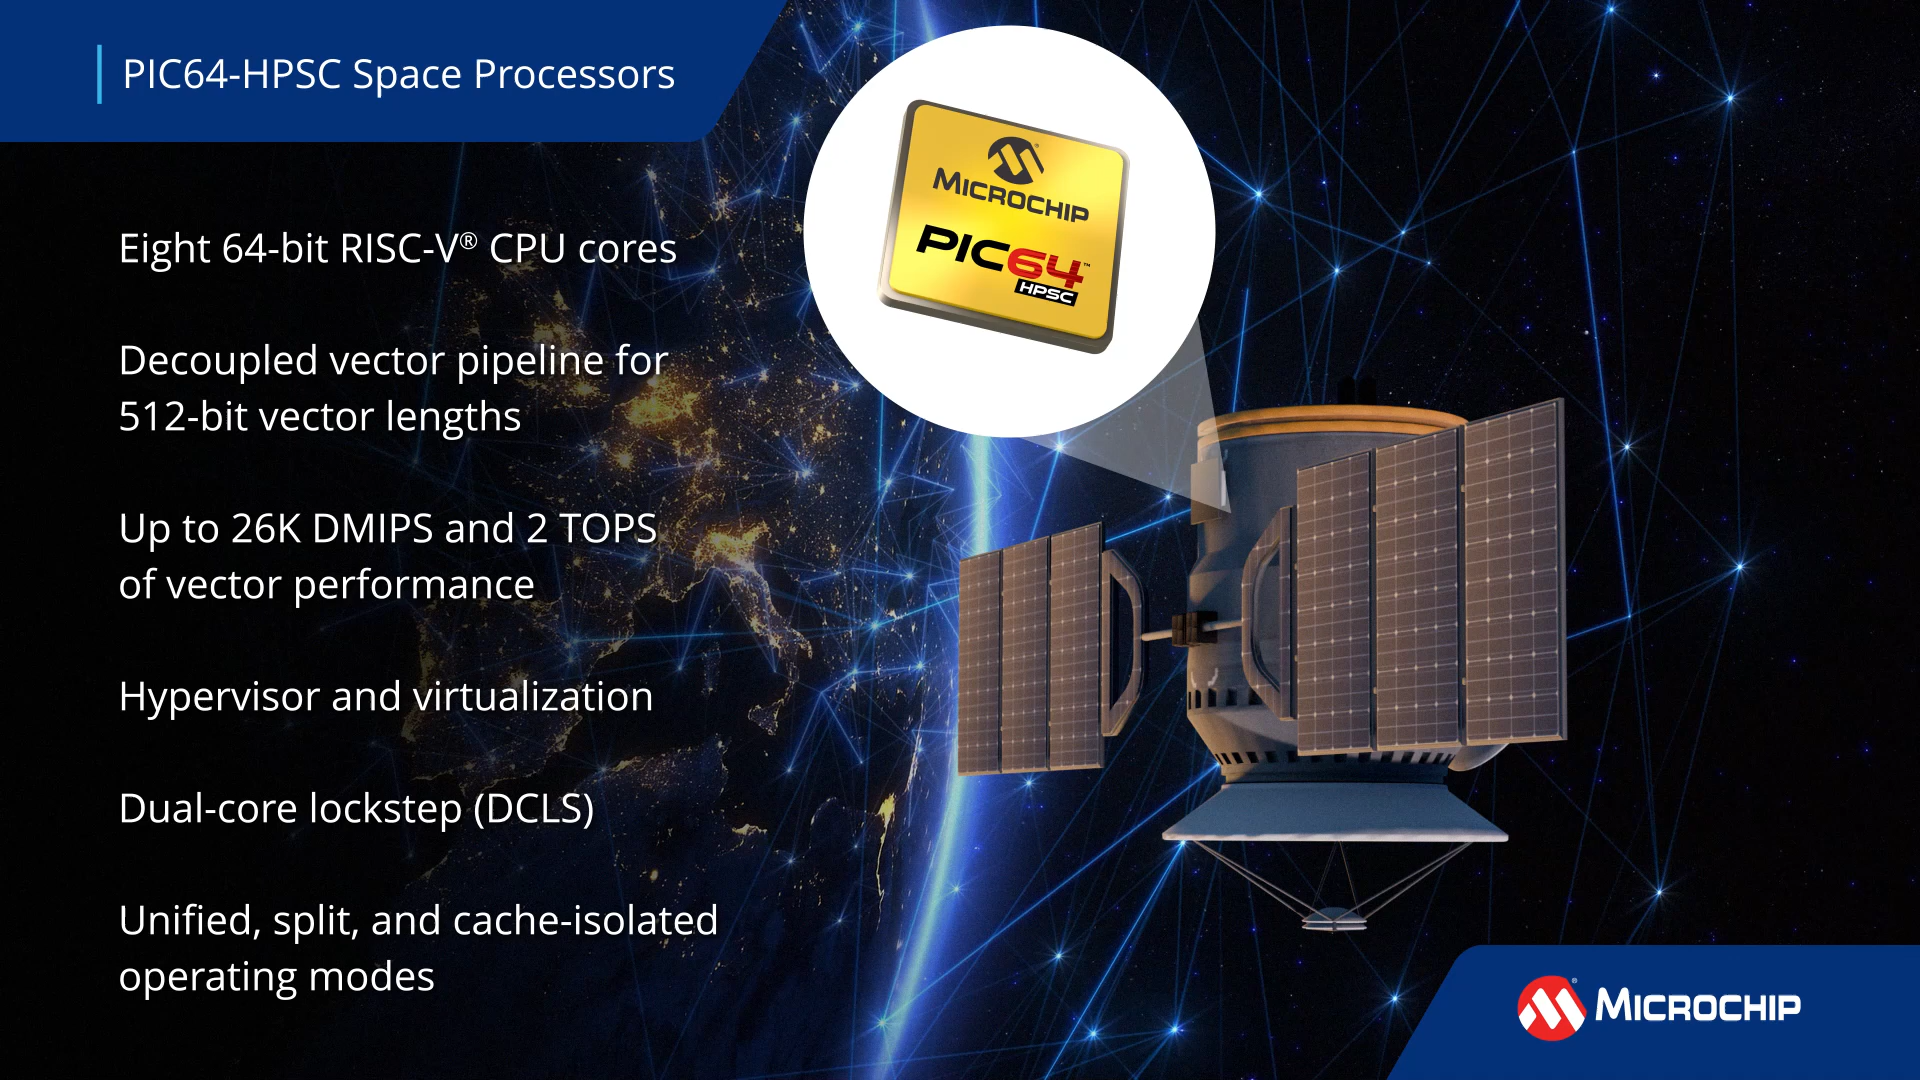 PIC64-HPSC Space Processors
MICROCHIP
PIC64™
HPSC
Eight 64-bit RISC-V® CPU cores
Decoupled vector pipeline for
512-bit vector lengths
Up to 26K DMIPS and 2 TOPS
of vector performance
Hypervisor and virtualization
Dual-core lockstep (DCLS)
Unified, split, and cache-isolated
operating modes
MICROCHIP